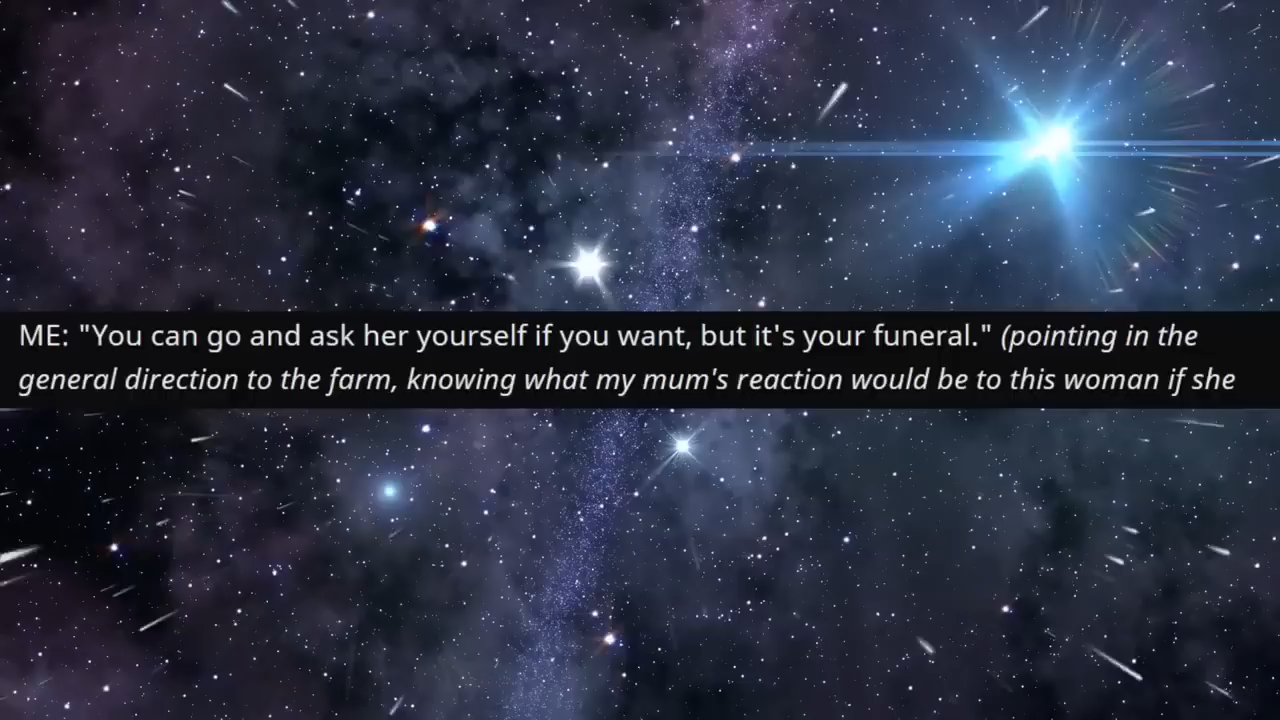 ME: "You can go and ask her yourself if you want, but it's your funeral." (pointing in the
general direction to the farm, knowing what my mum's reaction would be to this woman if she